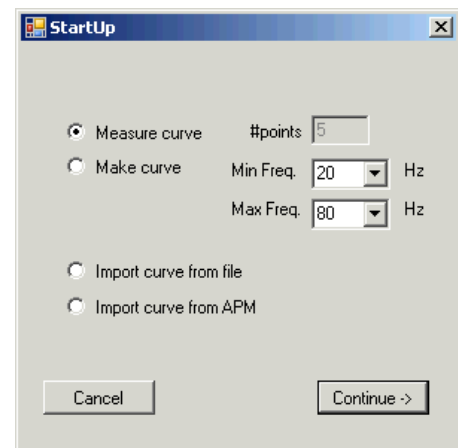 StartUp
Measure curve #points 5
Make curve Min Freq. 20 Hz
Max Freq. 80 Hz
Import curve from file
Import curve from APM
Cancel Continue ->